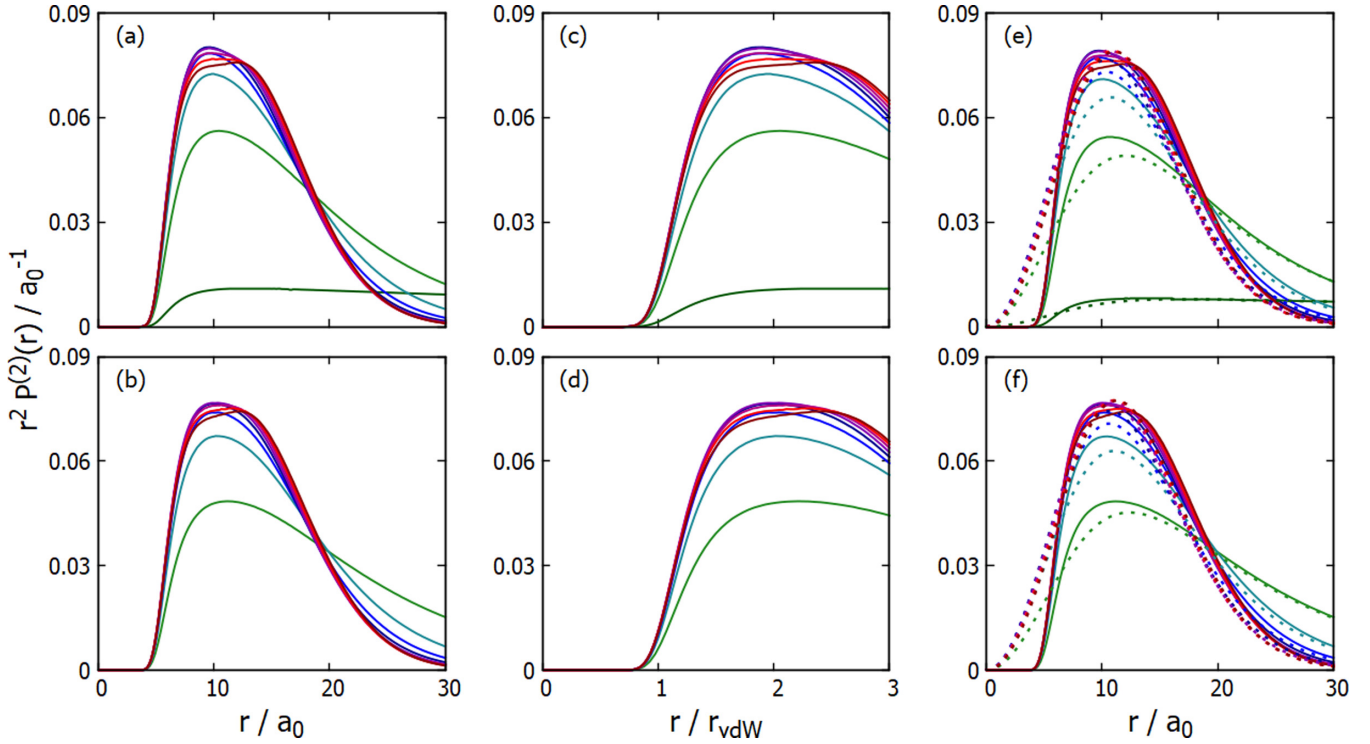 0.09
0.06
0.03
0
(a)
(c)
(e)
0.09
0.06
0.03
0
(b)
(d)
(f)
r² P⁽²⁾(r) / a₀⁻¹
0 10 20 30
0 1 2 3
0 10 20 30
r / a₀
r / r_vdW
r / a₀